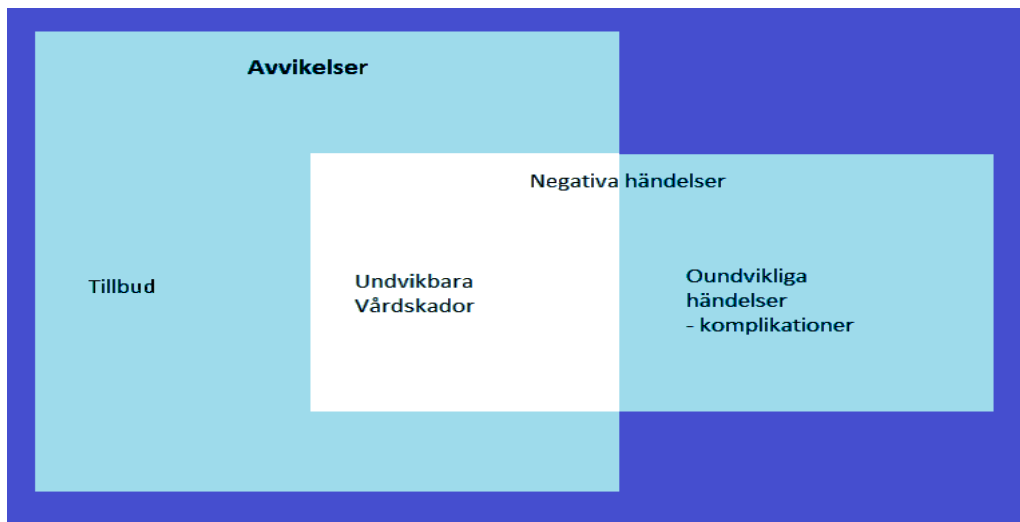 Avvikelser
Negativa händelser
Tillbud
Undvikbara
Vårdskador
Oundvikliga
händelser
- komplikationer